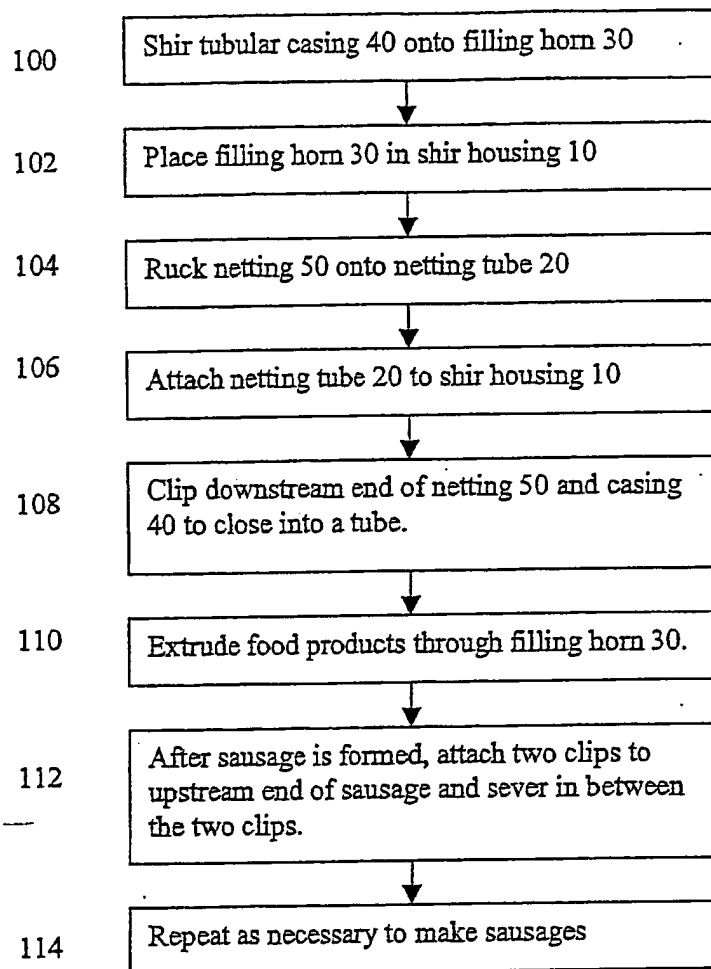 100
Shir tubular casing 40 onto filling horn 30
102
Place filling horn 30 in shir housing 10
104
Ruck netting 50 onto netting tube 20
106
Attach netting tube 20 to shir housing 10
108
Clip downstream end of netting 50 and casing
40 to close into a tube.
110
Extrude food products through filling horn 30.
112
After sausage is formed, attach two clips to
upstream end of sausage and sever in between
the two clips.
114
Repeat as necessary to make sausages